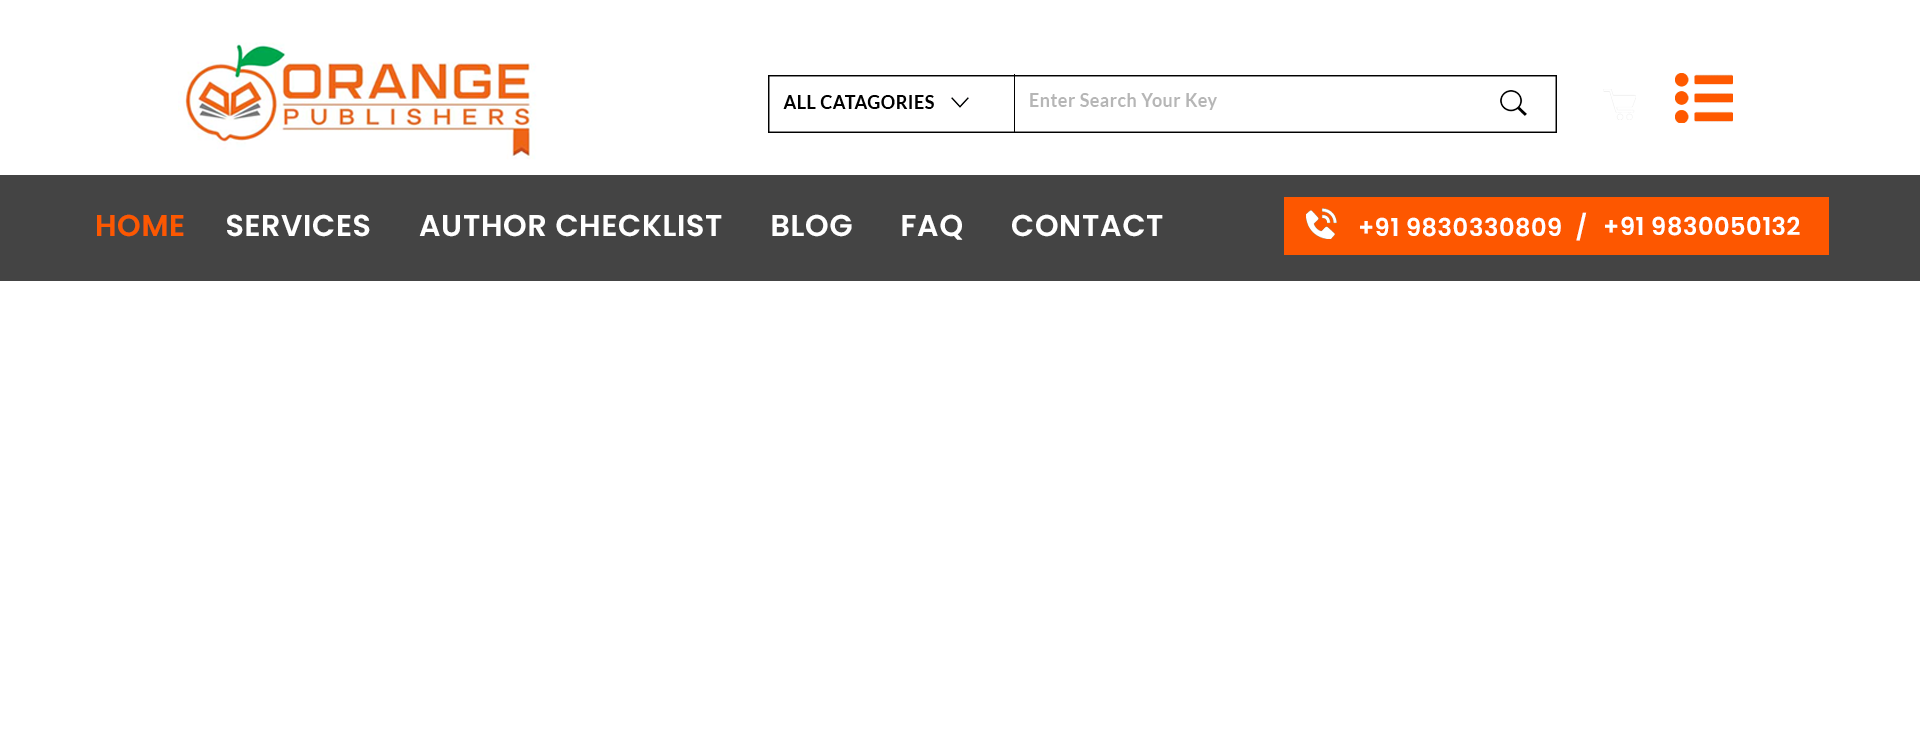 ORANGE
PUBLISHERS
ALL CATAGORIES
Enter Search Your Key
HOME SERVICES AUTHOR CHECKLIST BLOG FAQ CONTACT +91 9830330809 / +91 9830050132